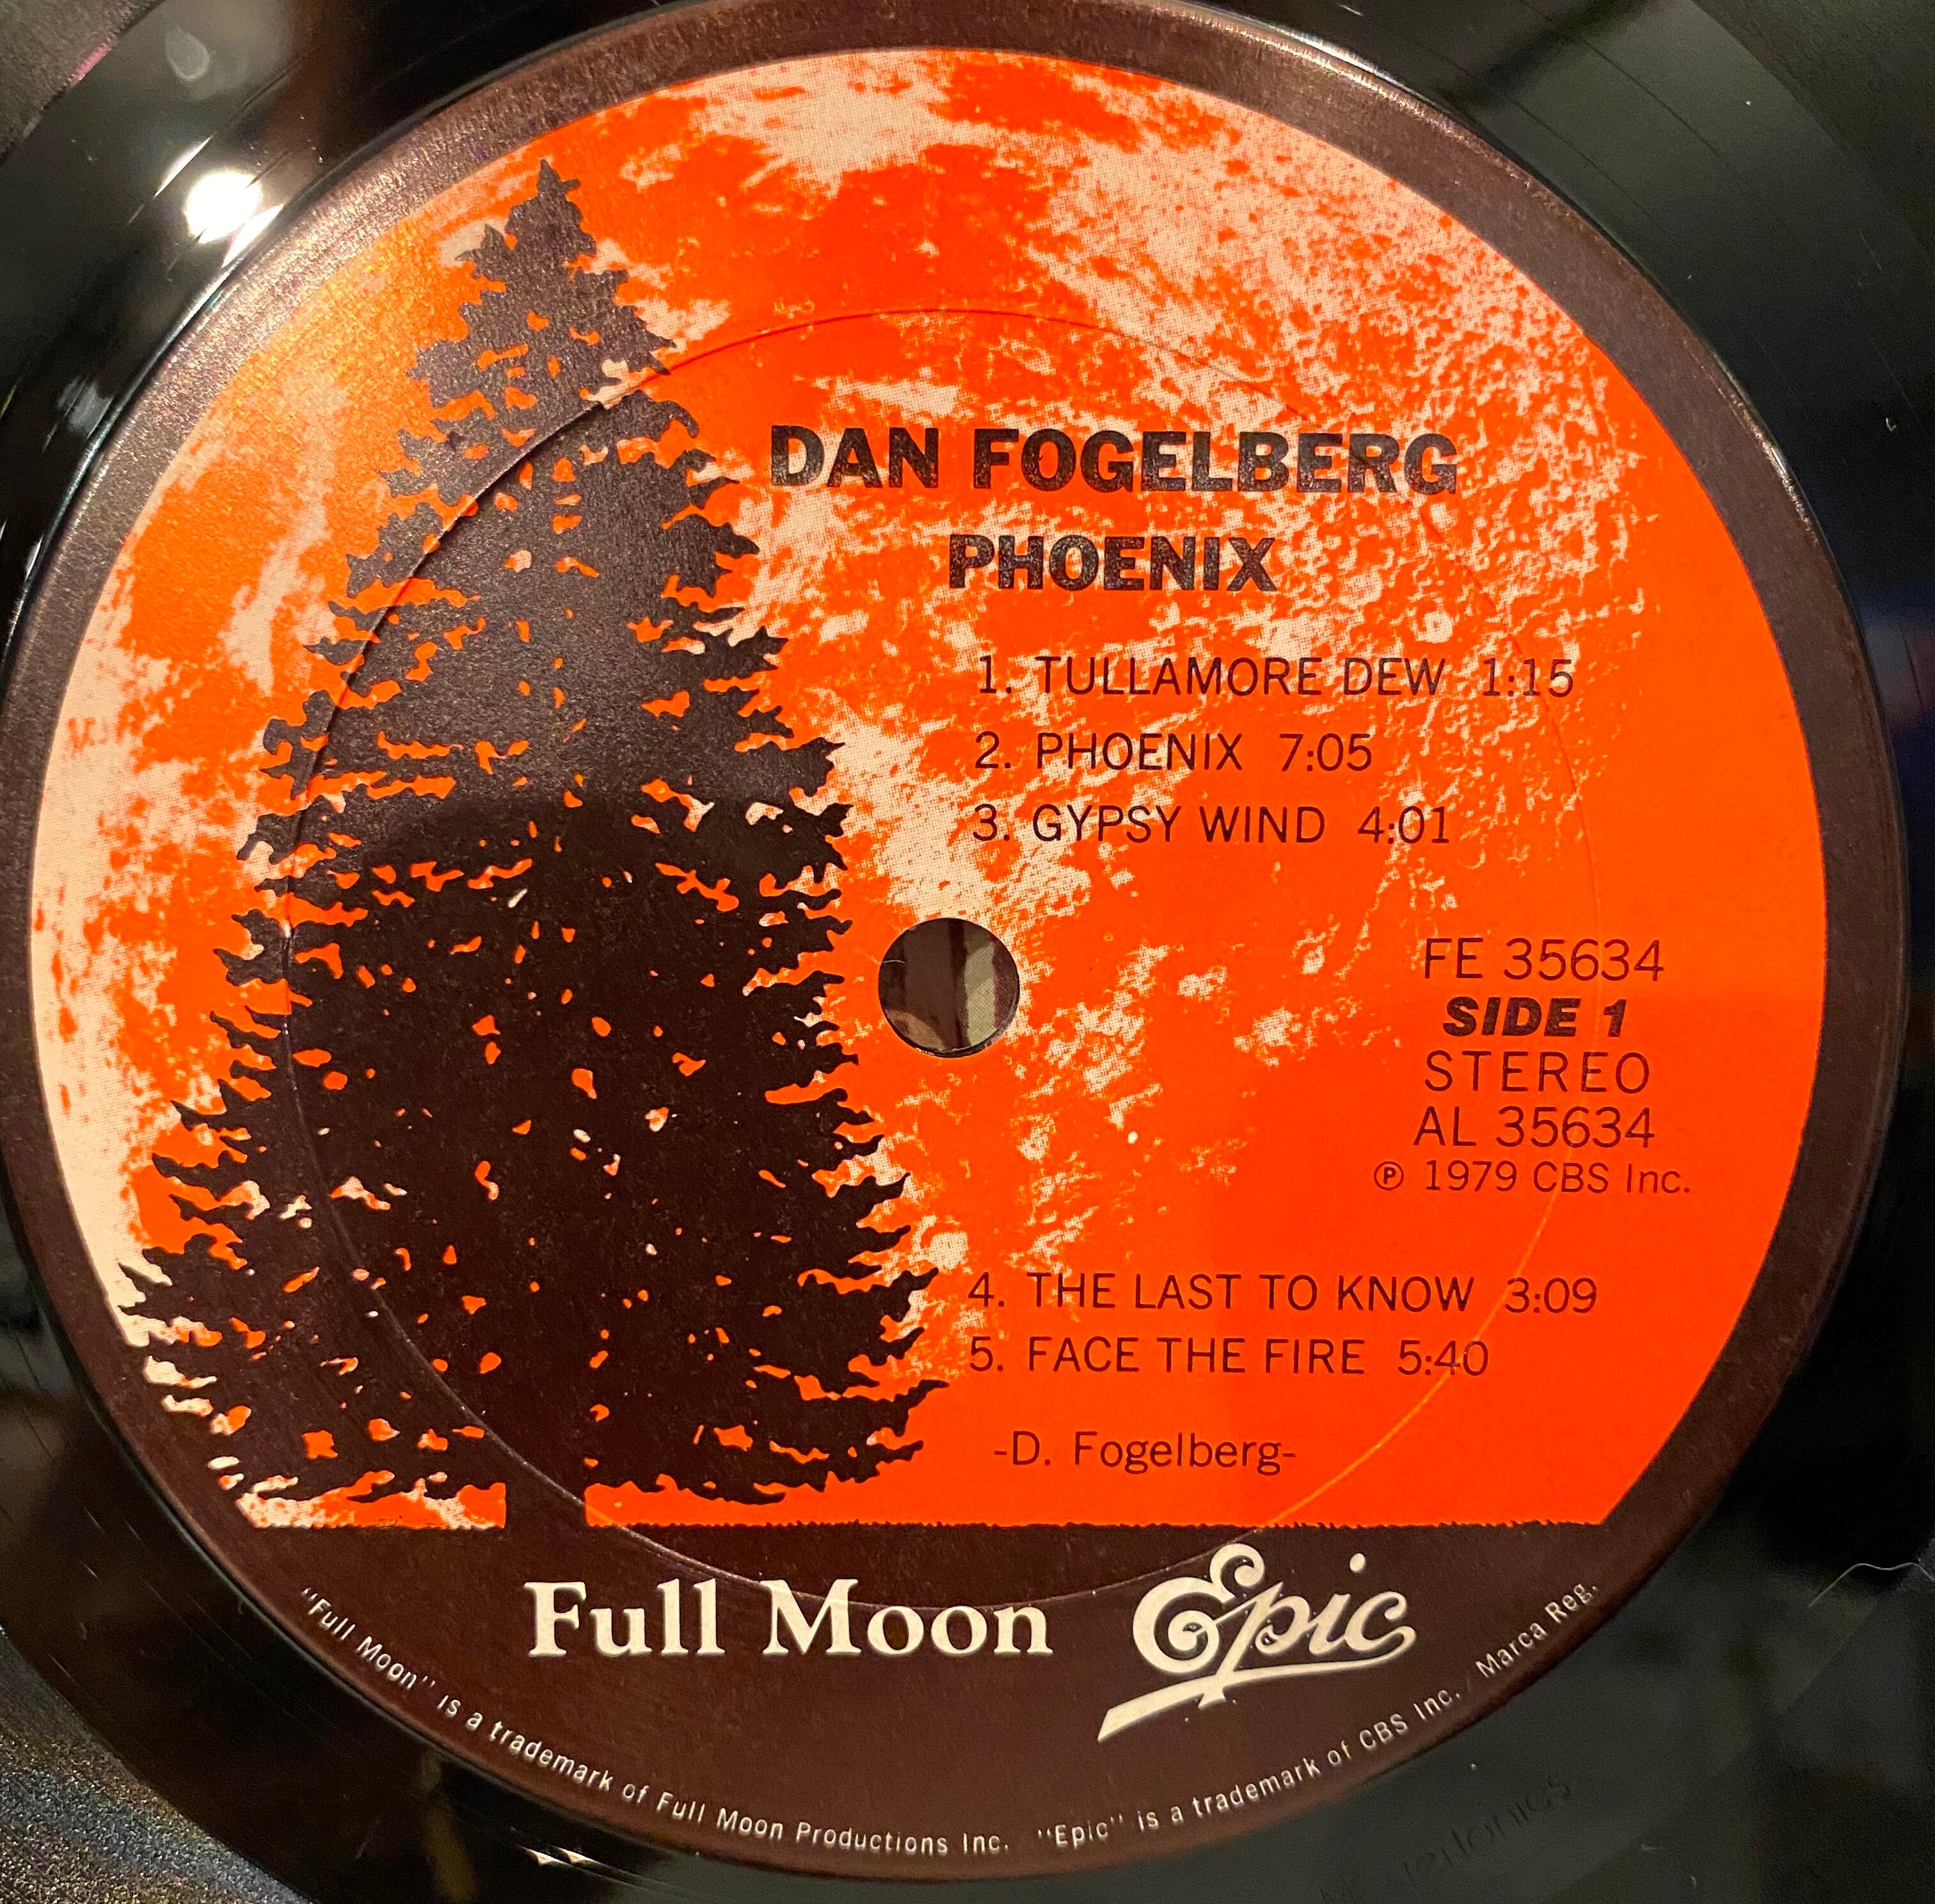 DAN FOGELBERG
PHOENIX
1. TULLAMORE DEW 1:15
2. PHOENIX 7:05
3. GYPSY WIND 4:01
FE 35634
SIDE 1
STEREO
AL 35634
℗ 1979 CBS Inc.
4. THE LAST TO KNOW 3:09
5. FACE THE FIRE 5:40
-D. Fogelberg-
Full Moon Epic
"Full Moon" is a trademark of Full Moon Productions Inc. "Epic" is a trademark of CBS Inc. Marca Reg.